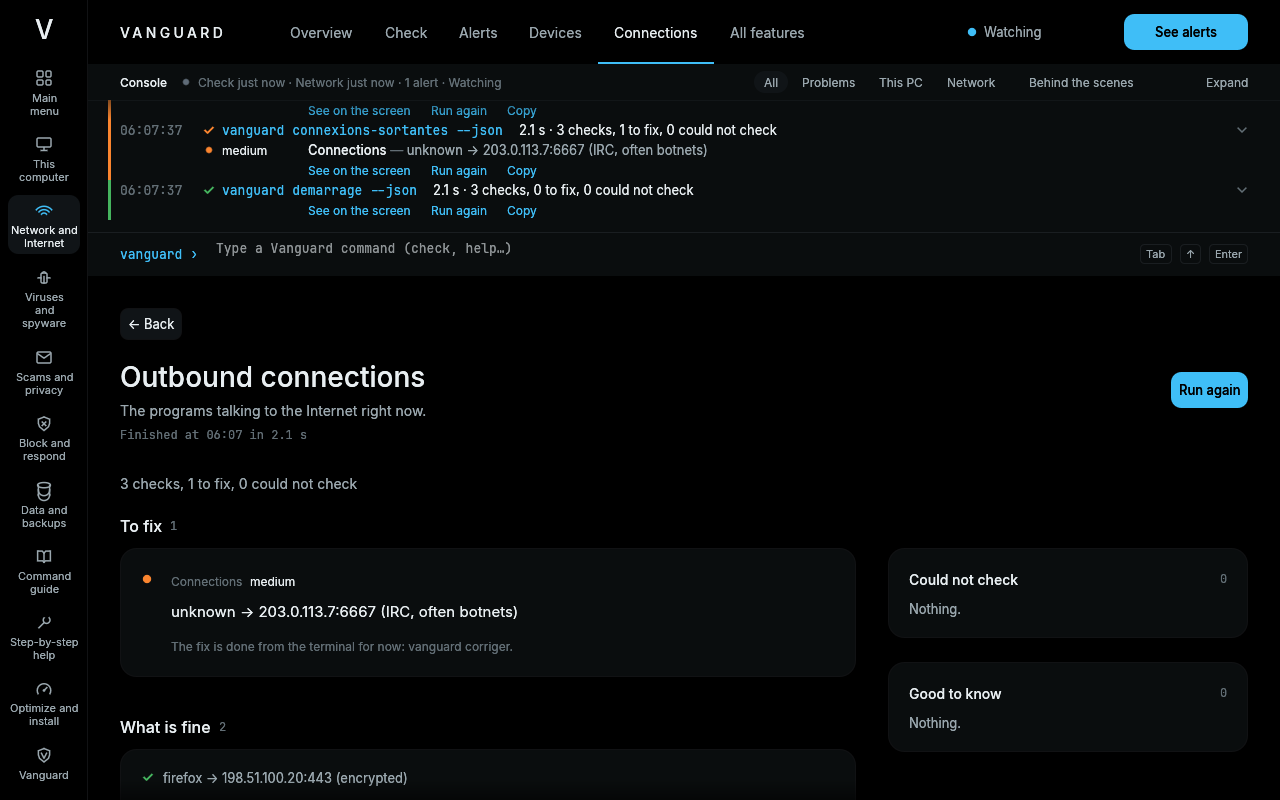 V
Main
menu
This
computer
Network and
Internet
Viruses
and
spyware
Scams and
privacy
Block and
respond
Data and
backups
Command
guide
Step-by-step
help
Optimize and
install
Vanguard
VANGUARD
Overview
Check
Alerts
Devices
Connections
All features
Watching
See alerts
Console
Check just now · Network just now · 1 alert · Watching
All
Problems
This PC
Network
Behind the scenes
Expand
See on the screen Run again Copy
06:07:37 vanguard connexions-sortantes --json 2.1 s · 3 checks, 1 to fix, 0 could not check
medium Connections — unknown → 203.0.113.7:6667 (IRC, often botnets)
See on the screen Run again Copy
06:07:37 vanguard demarrage --json 2.1 s · 3 checks, 0 to fix, 0 could not check
See on the screen Run again Copy
vanguard › Type a Vanguard command (check, help…)
Tab ↑ Enter
← Back
Outbound connections
The programs talking to the Internet right now.
Finished at 06:07 in 2.1 s
Run again
3 checks, 1 to fix, 0 could not check
To fix 1
Connections medium
unknown → 203.0.113.7:6667 (IRC, often botnets)
The fix is done from the terminal for now: vanguard corriger.
Could not check 0
Nothing.
Good to know 0
Nothing.
What is fine 2
firefox → 198.51.100.20:443 (encrypted)